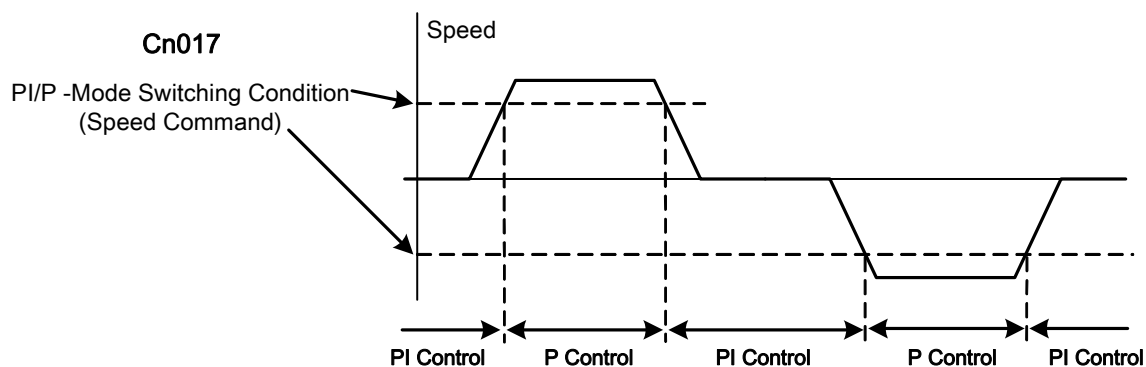 Speed
Cn017
PI/P -Mode Switching Condition
(Speed Command)
PI Control
P Control
PI Control
P Control
PI Control